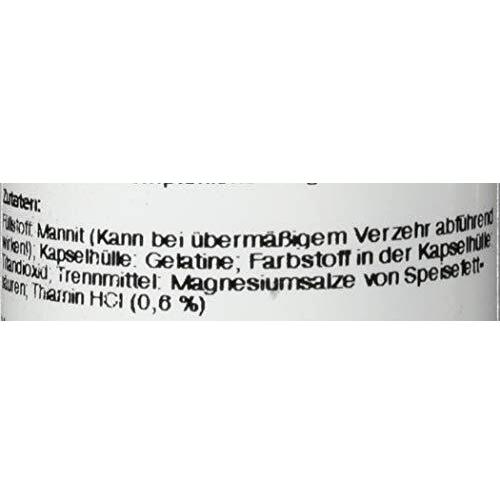 Zutaten:
Füllstoff: Mannit (Kann bei übermäßigem Verzehr abführend
wirken!); Kapselhülle: Gelatine; Farbstoff in der Kapselhülle
Titandioxid; Trennmittel: Magnesiumsalze von Speisefett-
säuren; Thiamin HCl (0,6 %)